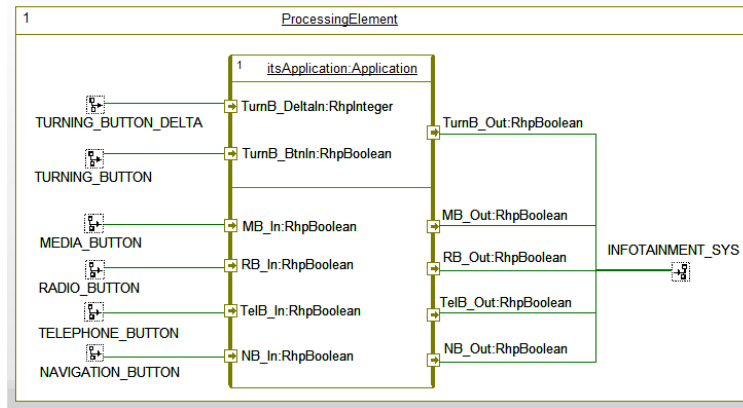 1
ProcessingElement
1
itsApplication:Application
TURNING_BUTTON_DELTA
TurnB_DeltaIn:RhpInteger
TurnB_Out:RhpBoolean
TURNING_BUTTON
TurnB_BtnIn:RhpBoolean
MEDIA_BUTTON
MB_In:RhpBoolean
MB_Out:RhpBoolean
INFOTAINMENT_SYS
RADIO_BUTTON
RB_In:RhpBoolean
RB_Out:RhpBoolean
TELEPHONE_BUTTON
TelB_In:RhpBoolean
TelB_Out:RhpBoolean
NAVIGATION_BUTTON
NB_In:RhpBoolean
NB_Out:RhpBoolean